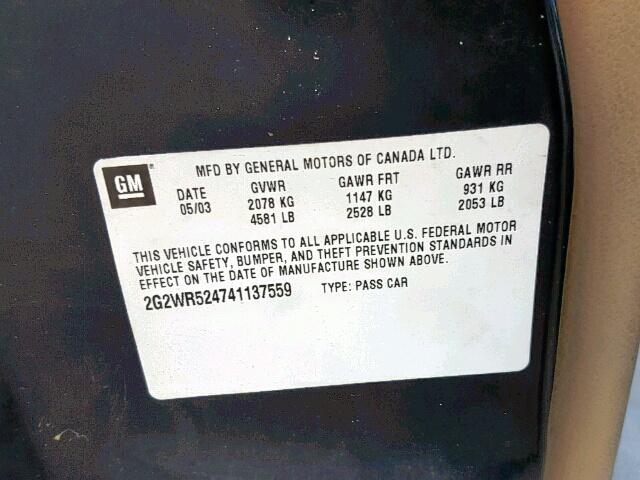 GM
MFD BY GENERAL MOTORS OF CANADA LTD.
DATE GVWR GAWR FRT GAWR RR
05/03 2078 KG 1147 KG 931 KG
4581 LB 2528 LB 2053 LB
THIS VEHICLE CONFORMS TO ALL APPLICABLE U.S. FEDERAL MOTOR
VEHICLE SAFETY, BUMPER, AND THEFT PREVENTION STANDARDS IN
EFFECT ON THE DATE OF MANUFACTURE SHOWN ABOVE.
2G2WR524741137559 TYPE: PASS CAR